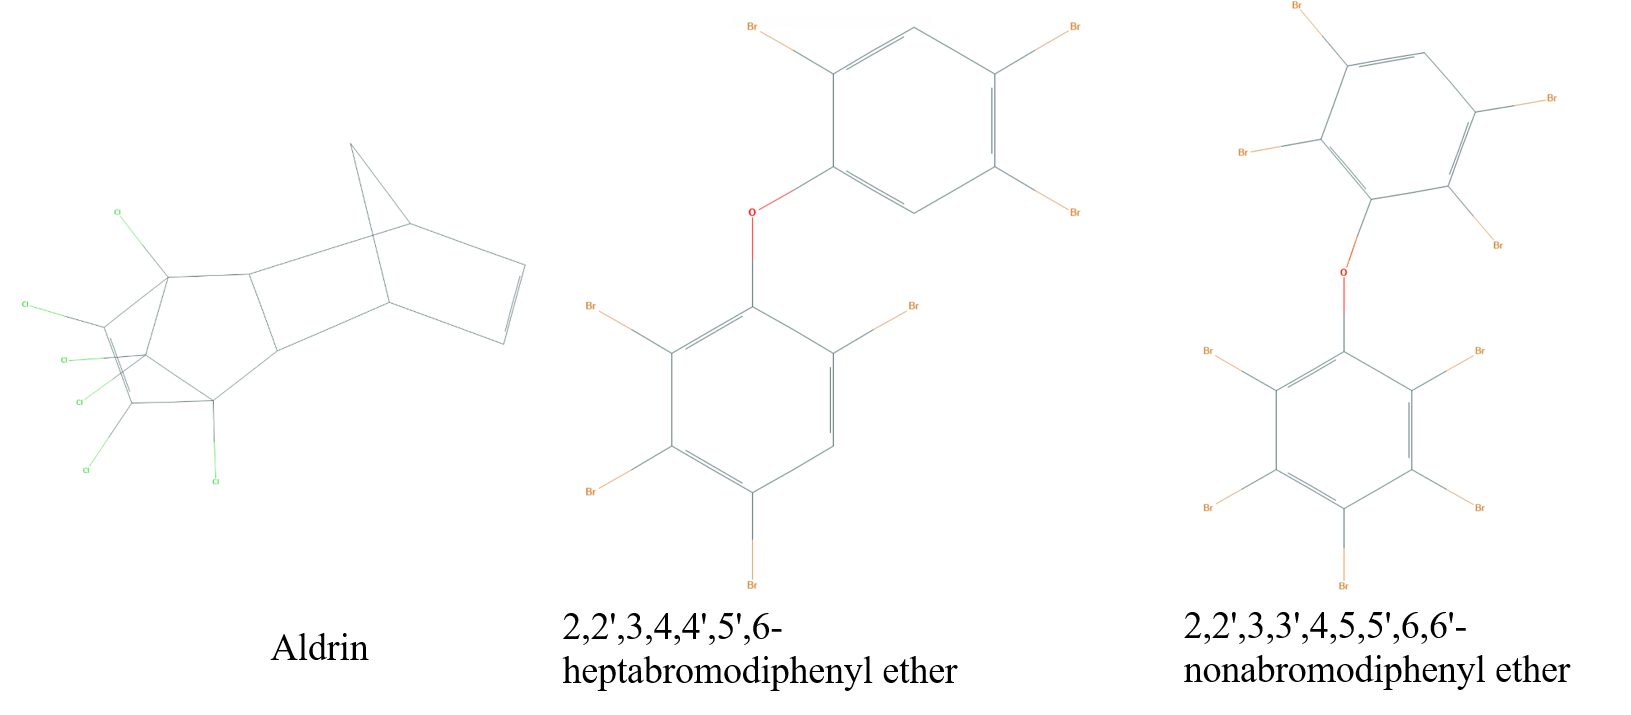 Cl
Cl
Cl
Cl
Cl
Cl
Aldrin
Br
Br
Br
O
Br
Br
Br
Br
2,2',3,4,4',5',6-
heptabromodiphenyl ether
Br
Br
Br
Br
O
Br
Br
Br
Br
Br
2,2',3,3',4,5,5',6,6'-
nonabromodiphenyl ether